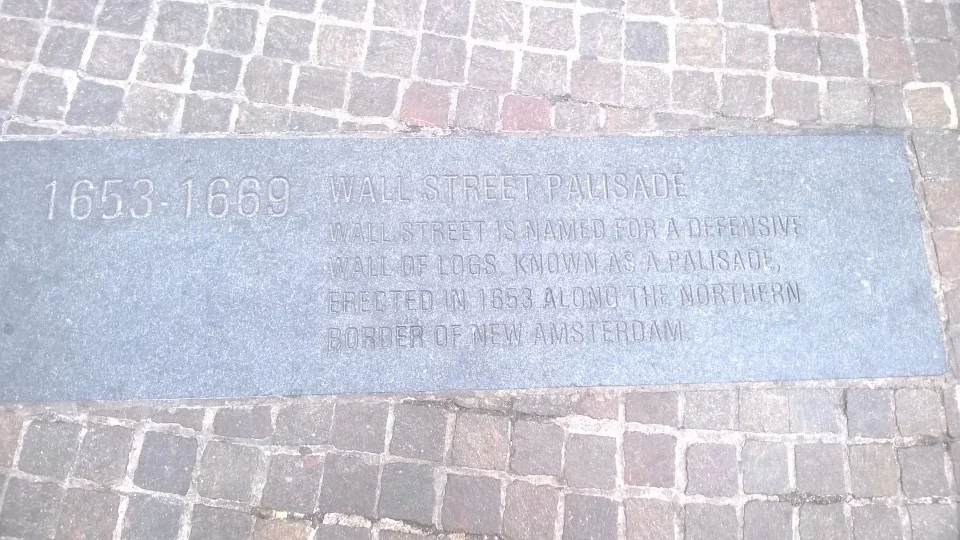 1653-1669 WALL STREET PALISADE
WALL STREET IS NAMED FOR A DEFENSIVE
WALL OF LOGS, KNOWN AS A PALISADE,
ERECTED IN 1653 ALONG THE NORTHERN
BORDER OF NEW AMSTERDAM.